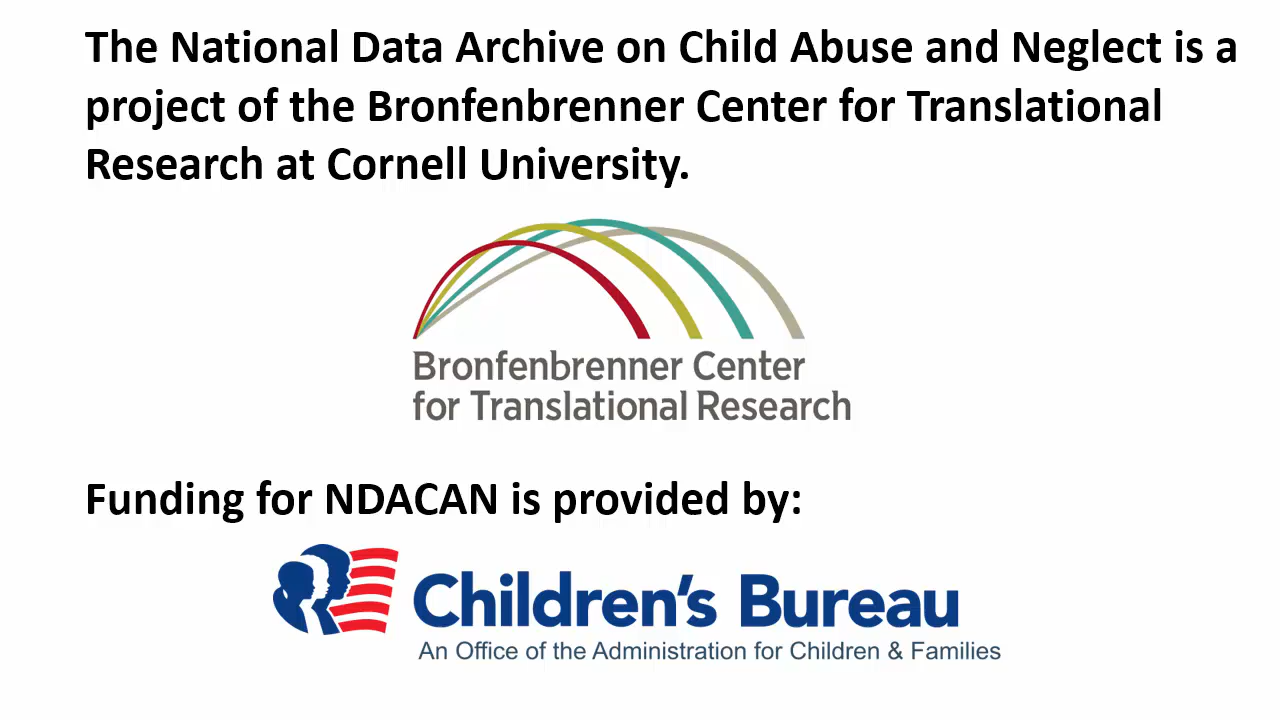 The National Data Archive on Child Abuse and Neglect is a
project of the Bronfenbrenner Center for Translational
Research at Cornell University.
Bronfenbrenner Center
for Translational Research
Funding for NDACAN is provided by:
Children's Bureau
An Office of the Administration for Children & Families